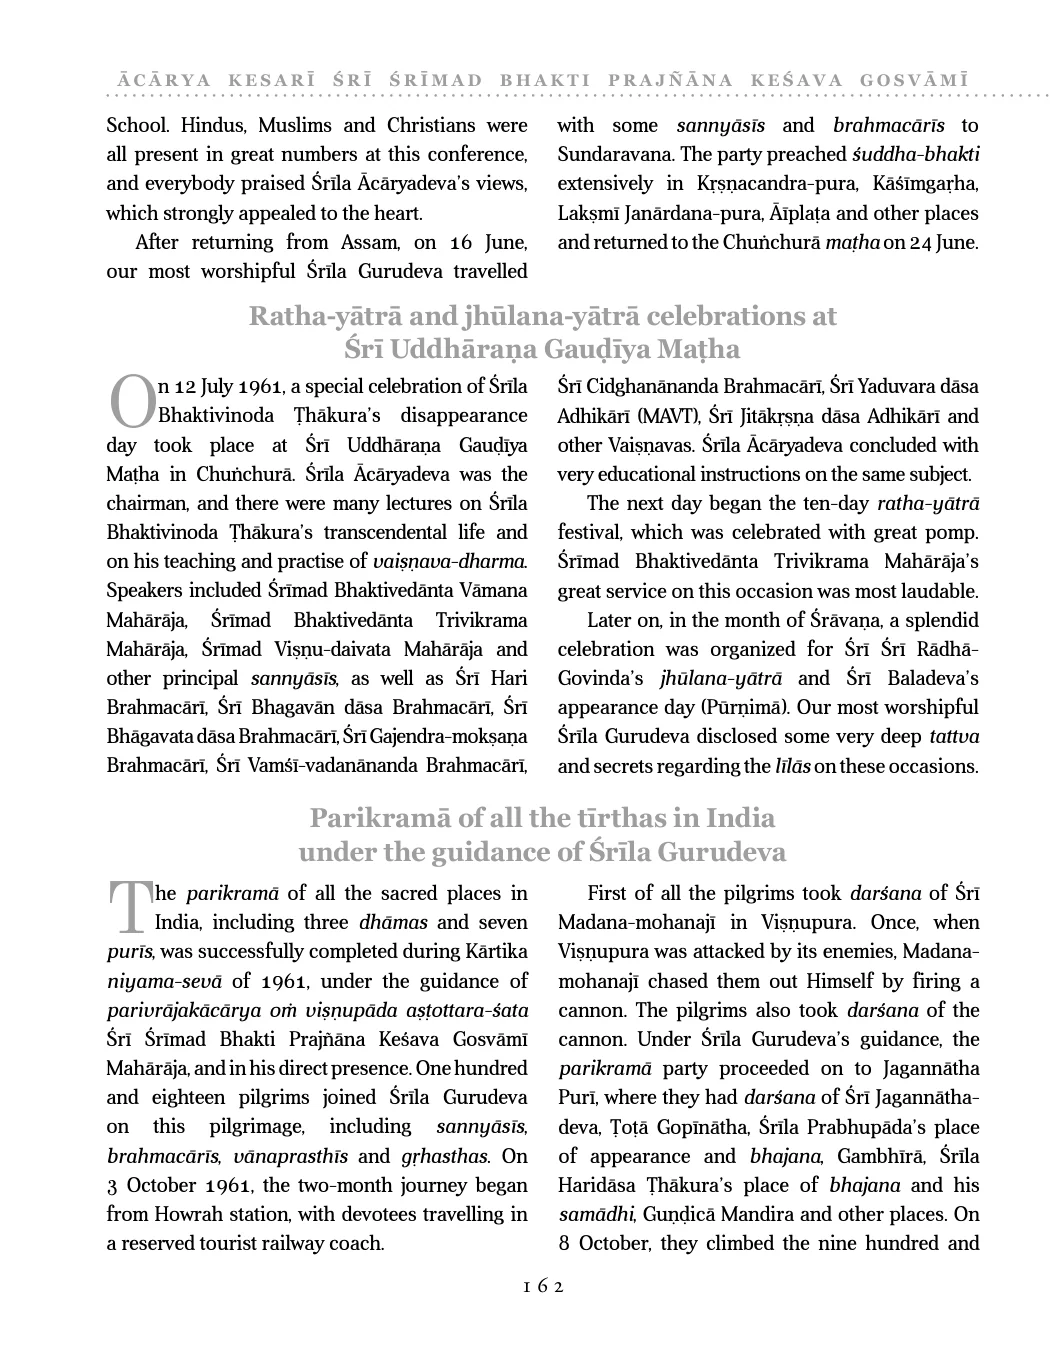 ĀCĀRYA KESARĪ ŚRĪ ŚRĪMAD BHAKTI PRAJÑĀNA KEŚAVA GOSVĀMĪ
School. Hindus, Muslims and Christians were
all present in great numbers at this conference,
and everybody praised Śrīla Ācāryadeva's views,
which strongly appealed to the heart.
After returning from Assam, on 16 June,
our most worshipful Śrīla Gurudeva travelled
with some sannyāsīs and brahmacārīs to
Sundaravana. The party preached śuddha-bhakti
extensively in Kṛṣṇacandra-pura, Kāśīmgaṛha,
Lakṣmī Janārdana-pura, Āīplaṭa and other places
and returned to the Chuṅchurā maṭha on 24 June.
Ratha-yātrā and jhūlana-yātrā celebrations at
Śrī Uddhāraṇa Gauḍīya Maṭha
On 12 July 1961, a special celebration of Śrīla
Bhaktivinoda Ṭhākura's disappearance
day took place at Śrī Uddhāraṇa Gauḍīya
Maṭha in Chuṅchurā. Śrīla Ācāryadeva was the
chairman, and there were many lectures on Śrīla
Bhaktivinoda Ṭhākura's transcendental life and
on his teaching and practise of vaiṣṇava-dharma.
Speakers included Śrīmad Bhaktivedānta Vāmana
Mahārāja, Śrīmad Bhaktivedānta Trivikrama
Mahārāja, Śrīmad Viṣṇu-daivata Mahārāja and
other principal sannyāsīs, as well as Śrī Hari
Brahmacārī, Śrī Bhagavān dāsa Brahmacārī, Śrī
Bhāgavata dāsa Brahmacārī, Śrī Gajendra-mokṣaṇa
Brahmacārī, Śrī Vamśī-vadanānanda Brahmacārī,
Śrī Cidghanānanda Brahmacārī, Śrī Yaduvara dāsa
Adhikārī (MAVT), Śrī Jitākṛṣṇa dāsa Adhikārī and
other Vaiṣṇavas. Śrīla Ācāryadeva concluded with
very educational instructions on the same subject.
The next day began the ten-day ratha-yātrā
festival, which was celebrated with great pomp.
Śrīmad Bhaktivedānta Trivikrama Mahārāja's
great service on this occasion was most laudable.
Later on, in the month of Śrāvaṇa, a splendid
celebration was organized for Śrī Śrī Rādhā-
Govinda's jhūlana-yātrā and Śrī Baladeva's
appearance day (Pūrṇimā). Our most worshipful
Śrīla Gurudeva disclosed some very deep tattva
and secrets regarding the līlās on these occasions.
Parikramā of all the tīrthas in India
under the guidance of Śrīla Gurudeva
The parikramā of all the sacred places in
India, including three dhāmas and seven
purīs, was successfully completed during Kārtika
niyama-sevā of 1961, under the guidance of
parivrājakācārya oṁ viṣṇupāda aṣṭottara-śata
Śrī Śrīmad Bhakti Prajñāna Keśava Gosvāmī
Mahārāja, and in his direct presence. One hundred
and eighteen pilgrims joined Śrīla Gurudeva
on this pilgrimage, including sannyāsīs,
brahmacārīs, vānaprasthīs and gṛhasthas. On
3 October 1961, the two-month journey began
from Howrah station, with devotees travelling in
a reserved tourist railway coach.
First of all the pilgrims took darśana of Śrī
Madana-mohanajī in Viṣṇupura. Once, when
Viṣṇupura was attacked by its enemies, Madana-
mohanajī chased them out Himself by firing a
cannon. The pilgrims also took darśana of the
cannon. Under Śrīla Gurudeva's guidance, the
parikramā party proceeded on to Jagannātha
Purī, where they had darśana of Śrī Jagannātha-
deva, Ṭoṭā Gopīnātha, Śrīla Prabhupāda's place
of appearance and bhajana, Gambhīrā, Śrīla
Haridāsa Ṭhākura's place of bhajana and his
samādhi, Guṇḍicā Mandira and other places. On
8 October, they climbed the nine hundred and
162